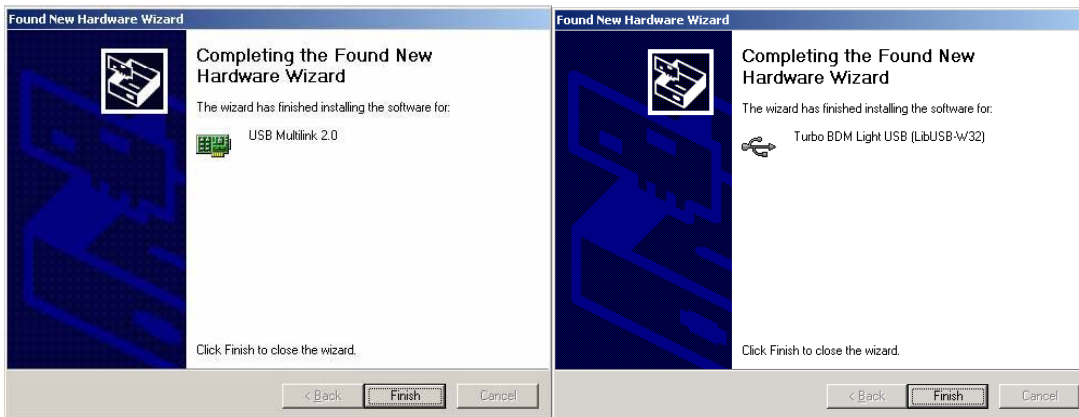 Found New Hardware Wizard
Completing the Found New
Hardware Wizard
The wizard has finished installing the software for:
USB Multilink 2.0
Click Finish to close the wizard.
< Back
Finish
Cancel
Found New Hardware Wizard
Completing the Found New
Hardware Wizard
The wizard has finished installing the software for:
Turbo BDM Light USB (LibUSB-W32)
Click Finish to close the wizard.
< Back
Finish
Cancel